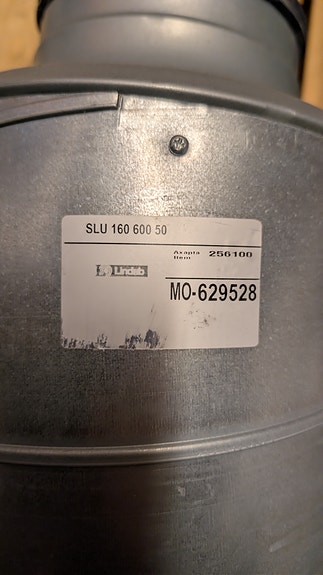 SLU 160 600 50
Axapta
Item 256100
Lindab
MO-629528